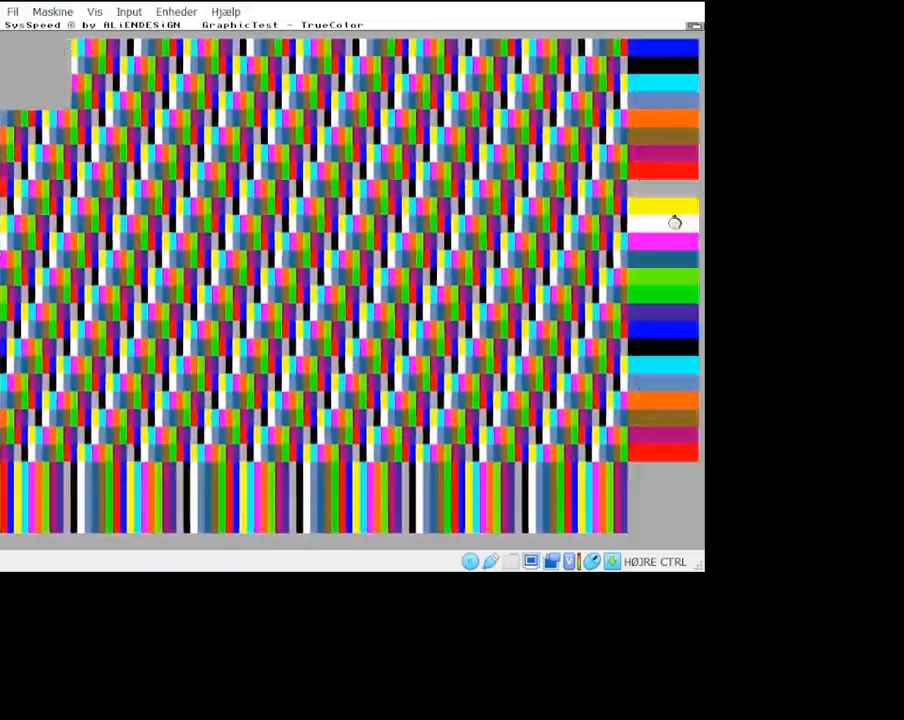 Fil Maskine Vis Input Enheder Hjælp
SysSpeed © by ALiENDESiGN GraphicTest - TrueColor
HØJRE CTRL